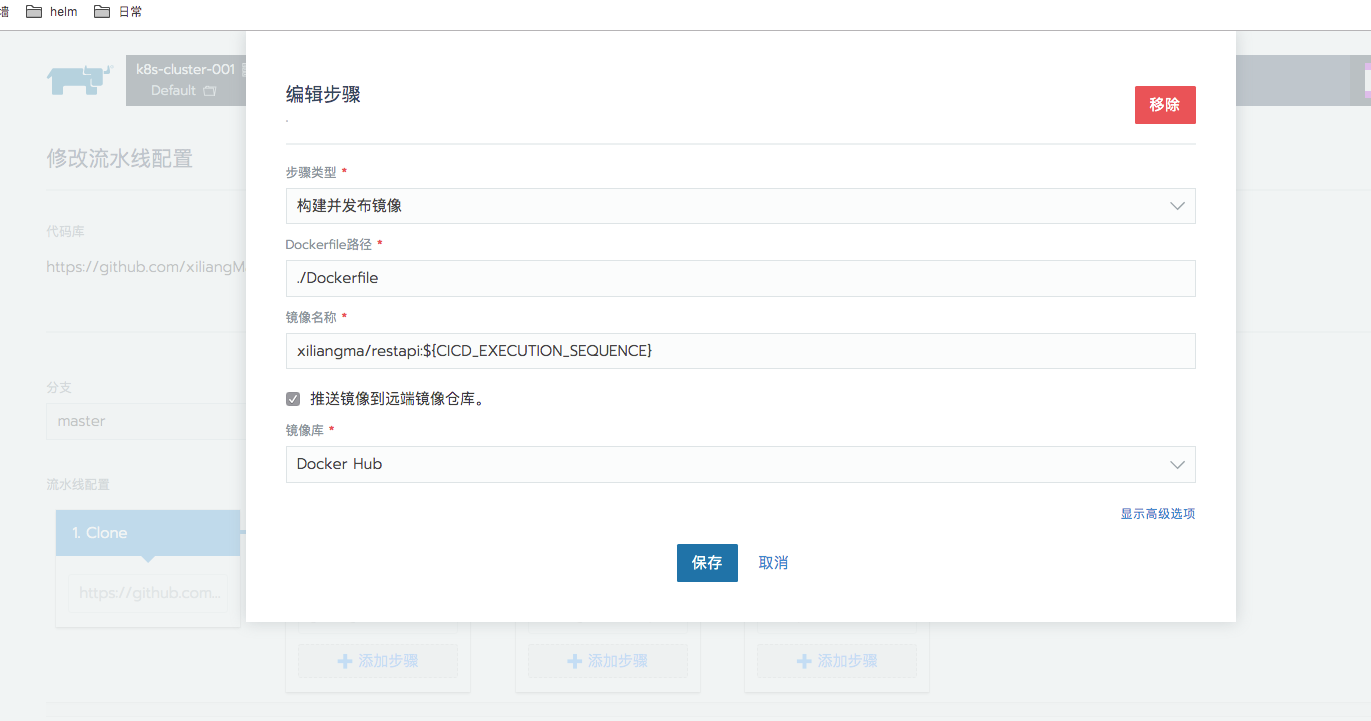 helm 日常
k8s-cluster-001
Default
修改流水线配置
代码库
https://github.com/xiliangM
分支
master
流水线配置
1. Clone
https://github.com...
编辑步骤
移除
步骤类型 *
构建并发布镜像
Dockerfile路径 *
./Dockerfile
镜像名称 *
xiliangma/restapi:${CICD_EXECUTION_SEQUENCE}
推送镜像到远端镜像仓库。
镜像库 *
Docker Hub
显示高级选项
保存 取消
添加步骤 添加步骤 添加步骤